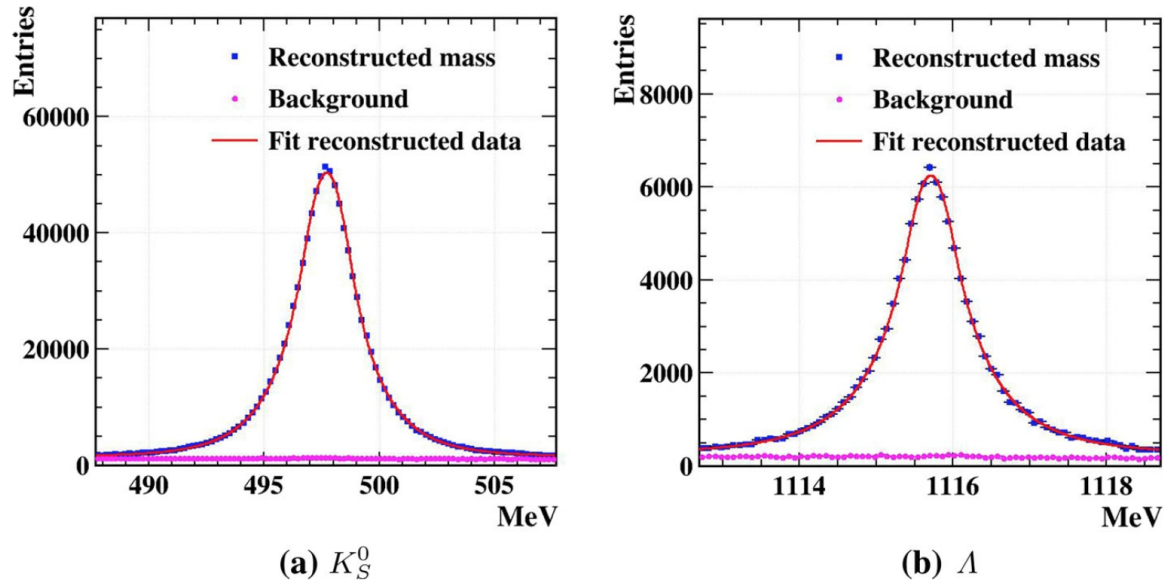 Entries
60000
40000
20000
0
490
495
500
505
MeV
Reconstructed mass
Background
Fit reconstructed data
(a) $K_S^0$
Entries
8000
6000
4000
2000
0
1114
1116
1118
MeV
Reconstructed mass
Background
Fit reconstructed data
(b) Λ